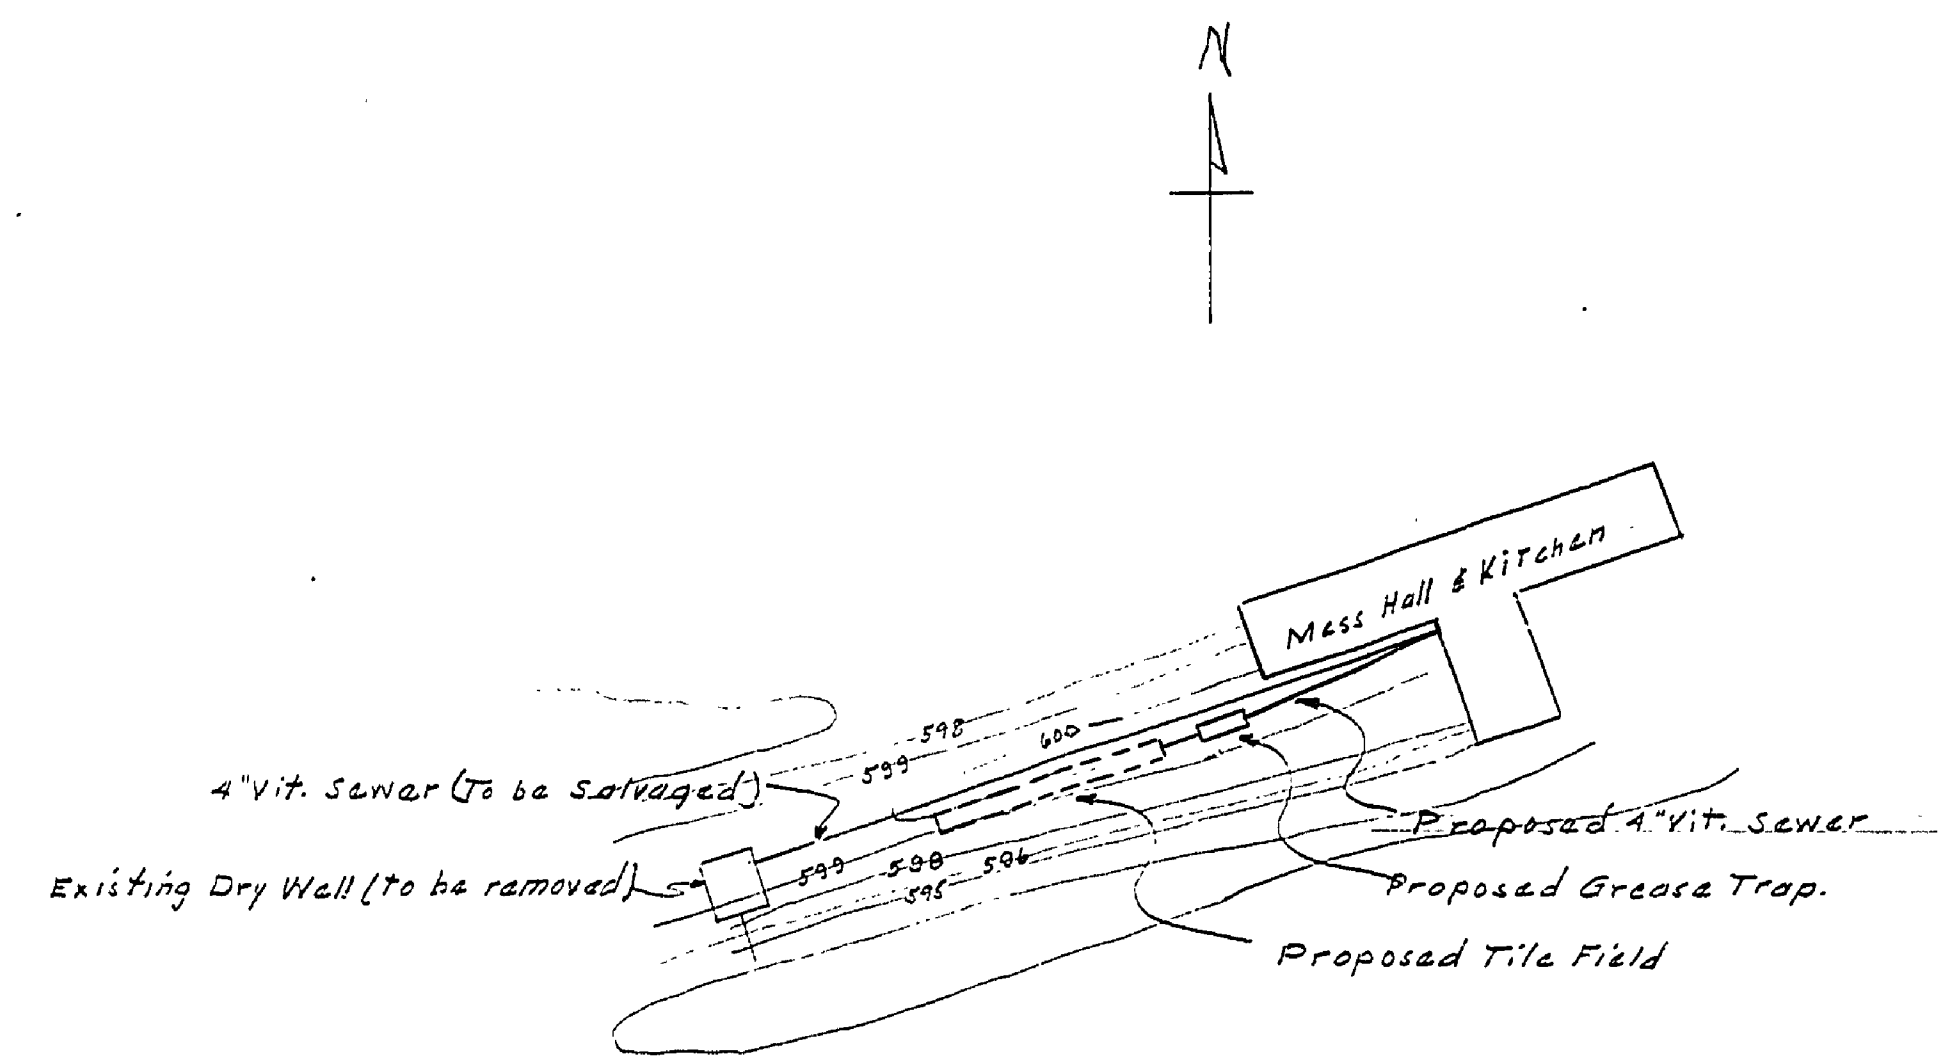 N
Mess Hall & Kitchen
598
600
599
4"Vit. Sewer (To be Salvaged)
Proposed 4"Vit. Sewer
599
598
596
595
Existing Dry Well (to be removed)
Proposed Grease Trap.
Proposed Tile Field